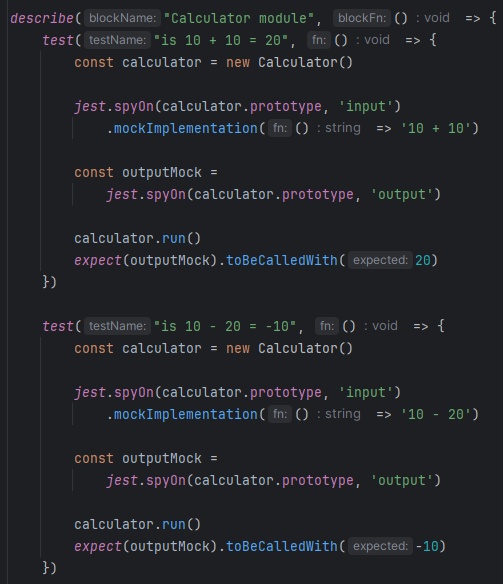 describe( blockName: "Calculator module", blockFn: () : void => {
test( testName: "is 10 + 10 = 20", fn: () : void => {
const calculator = new Calculator()
jest.spyOn(calculator.prototype, 'input')
.mockImplementation( fn: () : string => '10 + 10')
const outputMock =
jest.spyOn(calculator.prototype, 'output')
calculator.run()
expect(outputMock).toBeCalledWith( expected: 20)
})
test( testName: "is 10 - 20 = -10", fn: () : void => {
const calculator = new Calculator()
jest.spyOn(calculator.prototype, 'input')
.mockImplementation( fn: () : string => '10 - 20')
const outputMock =
jest.spyOn(calculator.prototype, 'output')
calculator.run()
expect(outputMock).toBeCalledWith( expected: -10)
})